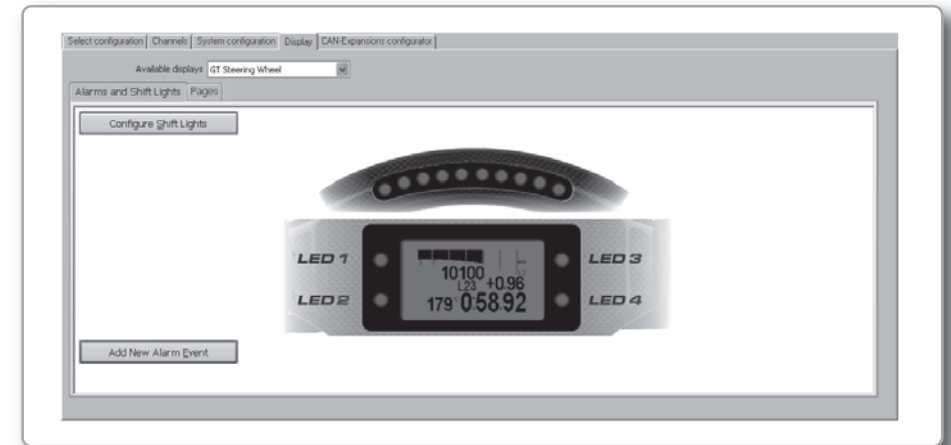 Select configuration Channels System configuration Display CAN-Expansions configurator
Available displays GT Steering Wheel
Alarms and Shift Lights Pages
Configure Shift Lights
LED 1
LED 3
10100
L23 +0.96
LED 2
179 0:58.92
LED 4
Add New Alarm Event